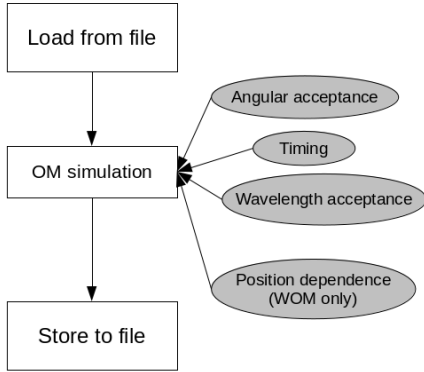 Load from file
Angular acceptance
Timing
OM simulation
Wavelength acceptance
Position dependence
(WOM only)
Store to file